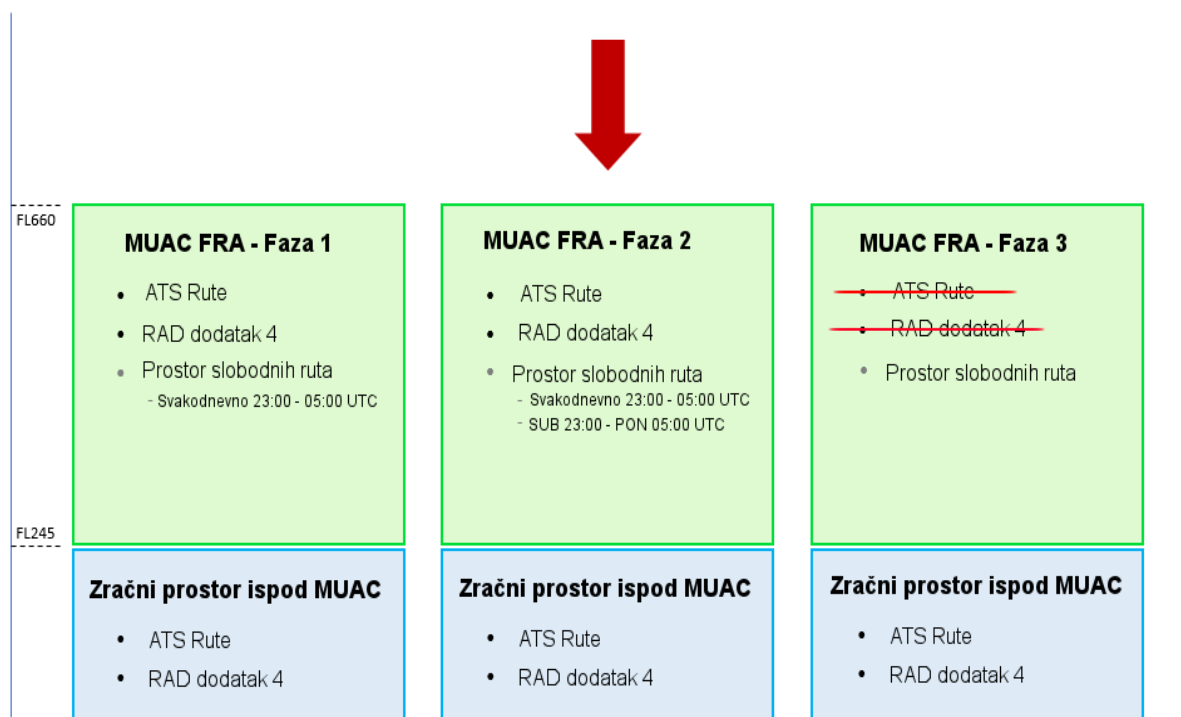 FL660
MUAC FRA - Faza 1
• ATS Rute
• RAD dodatak 4
• Prostor slobodnih ruta
- Svakodnevno 23:00 - 05:00 UTC
MUAC FRA - Faza 2
• ATS Rute
• RAD dodatak 4
• Prostor slobodnih ruta
- Svakodnevno 23:00 - 05:00 UTC
- SUB 23:00 - PON 05:00 UTC
MUAC FRA - Faza 3
• ATS Rute
• RAD dodatak 4
• Prostor slobodnih ruta
FL245
Zračni prostor ispod MUAC
• ATS Rute
• RAD dodatak 4
Zračni prostor ispod MUAC
• ATS Rute
• RAD dodatak 4
Zračni prostor ispod MUAC
• ATS Rute
• RAD dodatak 4